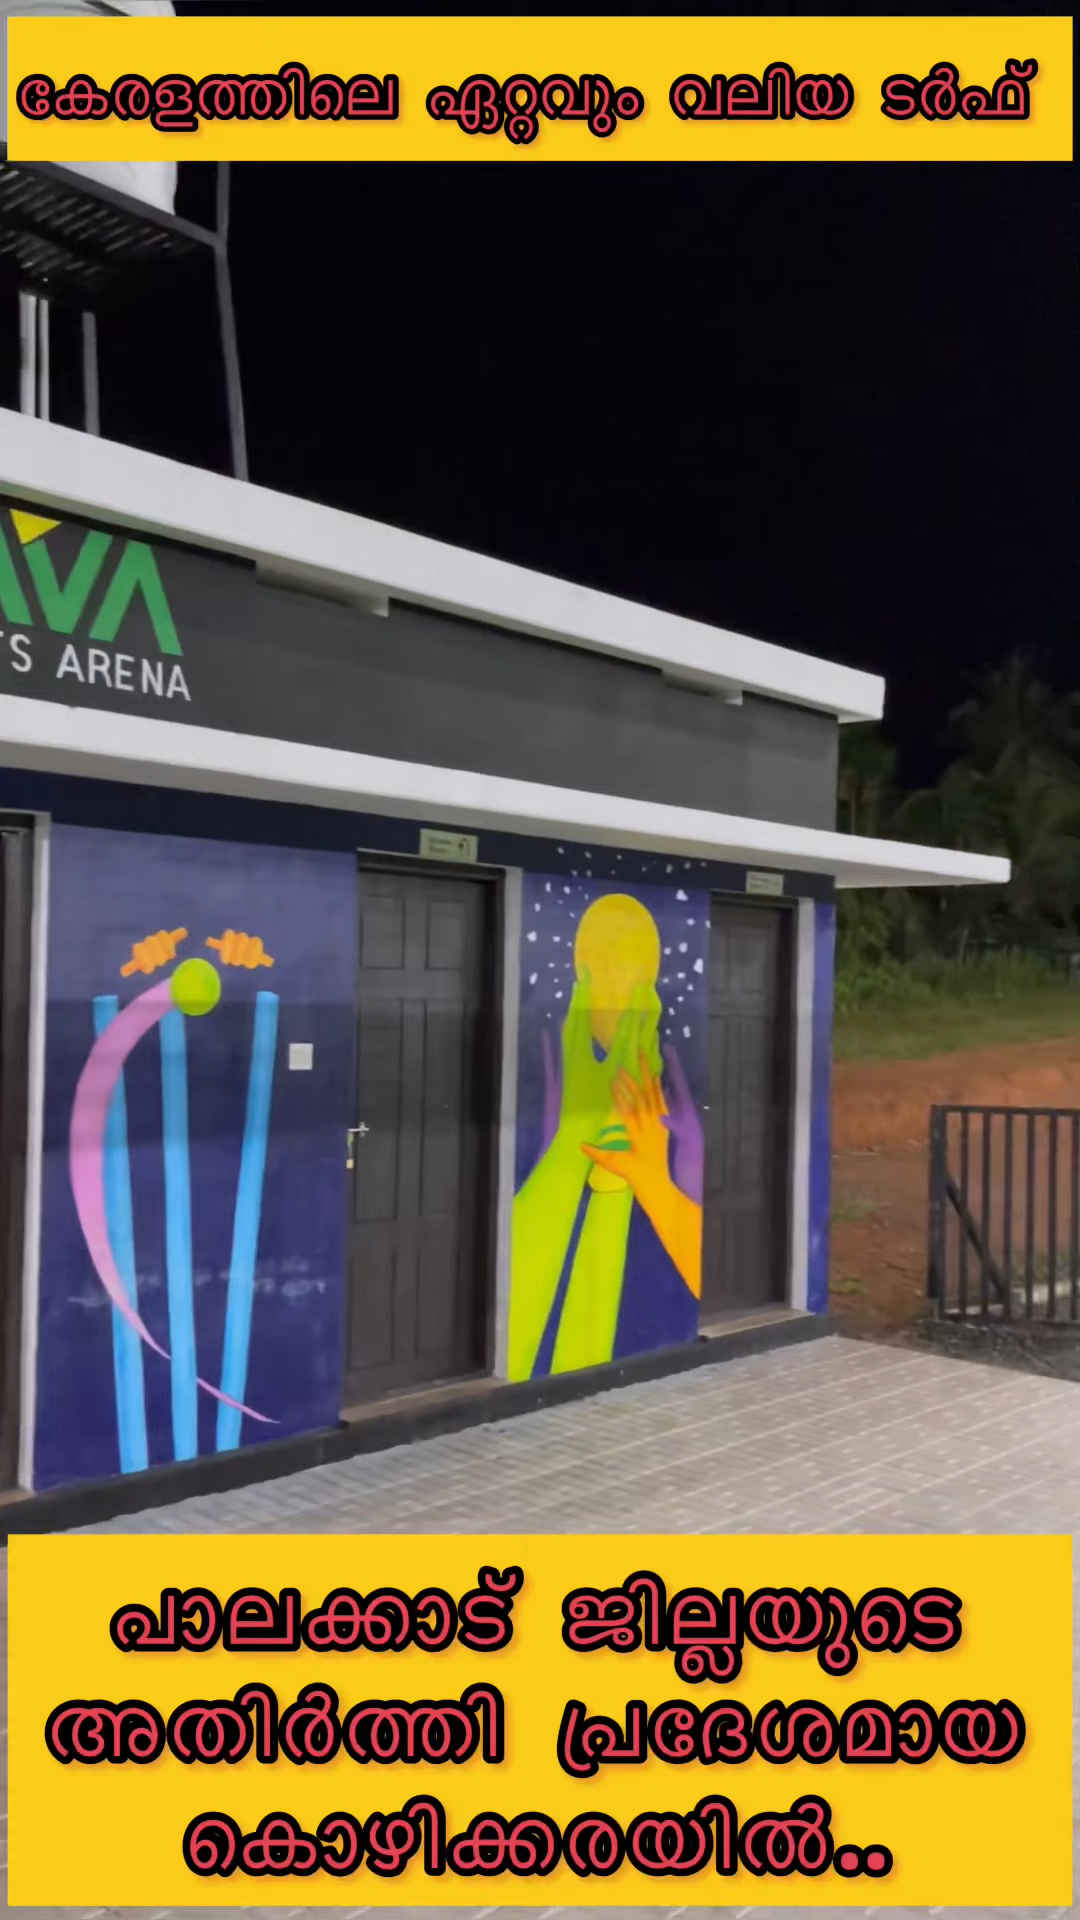 കേരളത്തിലെ ഏറ്റവും വലിയ ടർഫ്
ARENA
പാലക്കാട് ജില്ലയുടെ
അതിർത്തി പ്രദേശമായ
കൊഴിക്കരയിൽ..